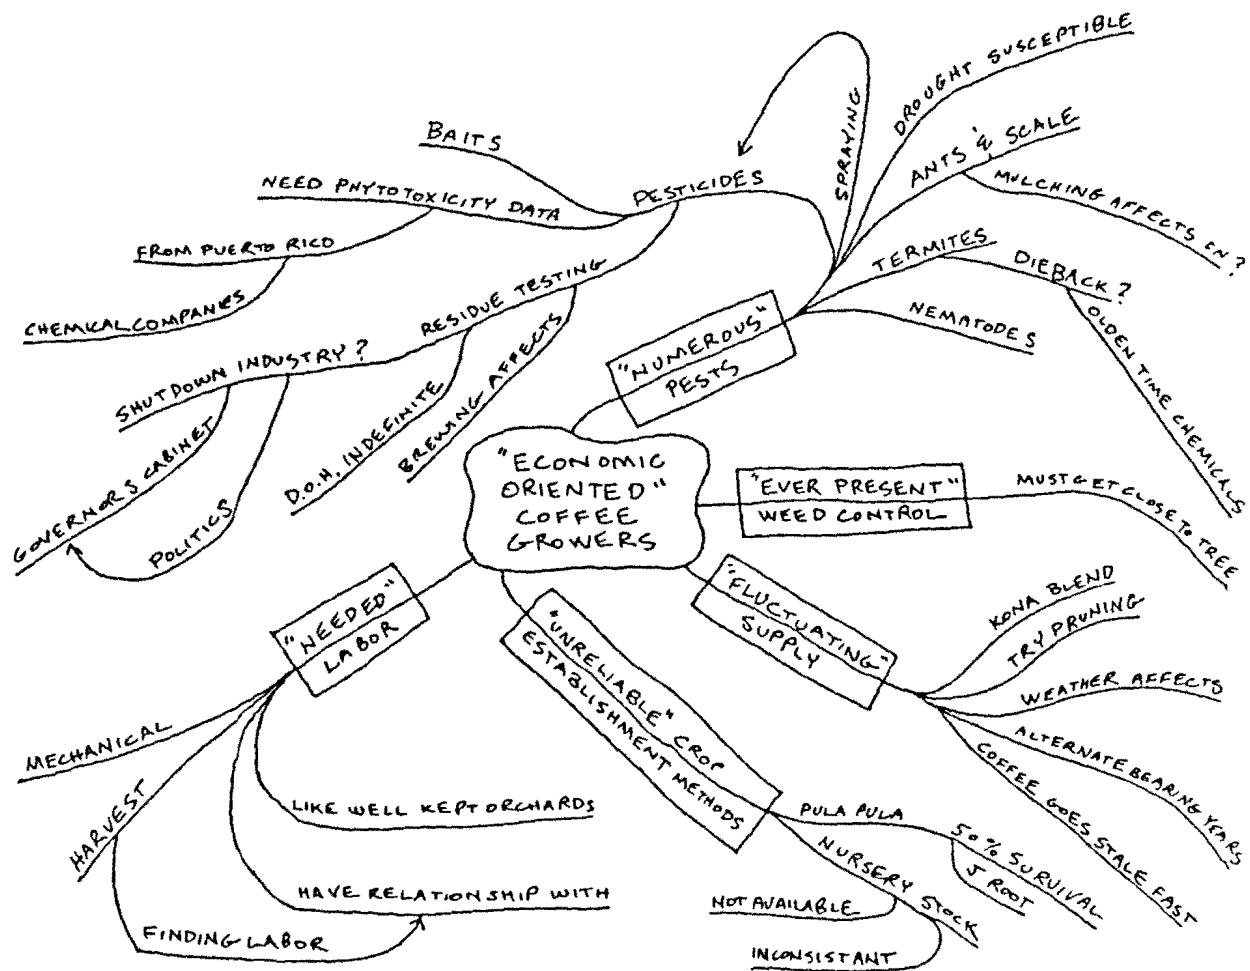 "ECONOMIC
ORIENTED"
COFFEE
GROWERS
"NUMEROUS"
PESTS
PESTICIDES
BAITS
NEED PHYTOTOXICITY DATA
FROM PUERTO RICO
CHEMICAL COMPANIES
RESIDUE TESTING
SHUTDOWN INDUSTRY?
GOVERNORS CABINET
POLITICS
D.O.H. INDEFINITE
BREWING AFFECTS
SPRAYING
DROUGHT SUSCEPTIBLE
ANTS & SCALE
MULCHING AFFECTS ON?
TERMITES
DIEBACK?
OLDEN TIME CHEMICALS
NEMATODES
"EVER PRESENT"
WEED CONTROL
MUST GET CLOSE TO TREE
"FLUCTUATING"
SUPPLY
KONA BLEND
TRY PRUNING
WEATHER AFFECTS
ALTERNATE BEARING YEARS
COFFEE GOES STALE FAST
"UNRELIABLE" CROP
ESTABLISHMENT METHODS
PULA PULA
50% SURVIVAL
J ROOT
NURSERY STOCK
NOT AVAILABLE
INCONSISTANT
"NEEDED"
LABOR
MECHANICAL
HARVEST
FINDING LABOR
HAVE RELATIONSHIP WITH
LIKE WELL KEPT ORCHARDS